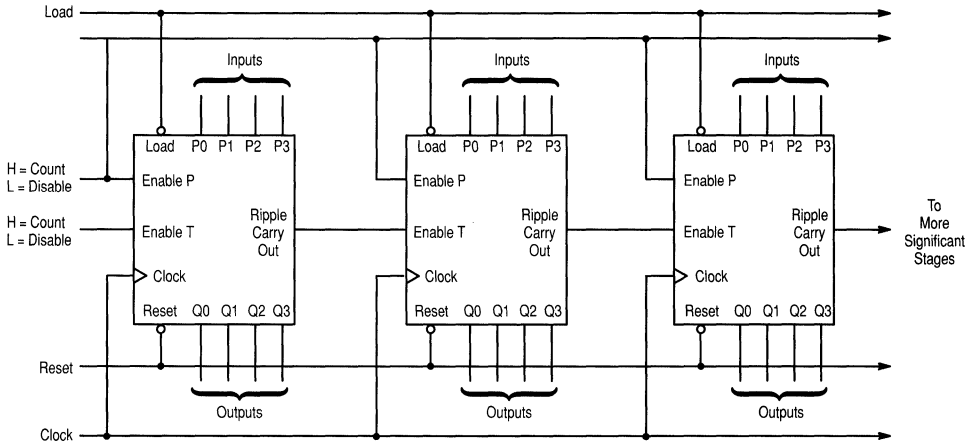 Load
Inputs
Inputs
Inputs
Load P0 P1 P2 P3
Load P0 P1 P2 P3
Load P0 P1 P2 P3
H = Count
L = Disable
Enable P
Enable P
Enable P
H = Count
L = Disable
Enable T
Ripple
Carry
Out
Enable T
Ripple
Carry
Out
Enable T
Ripple
Carry
Out
To
More
Significant
Stages
Clock
Clock
Clock
Reset Q0 Q1 Q2 Q3
Reset Q0 Q1 Q2 Q3
Reset Q0 Q1 Q2 Q3
Reset
Outputs
Outputs
Outputs
Clock